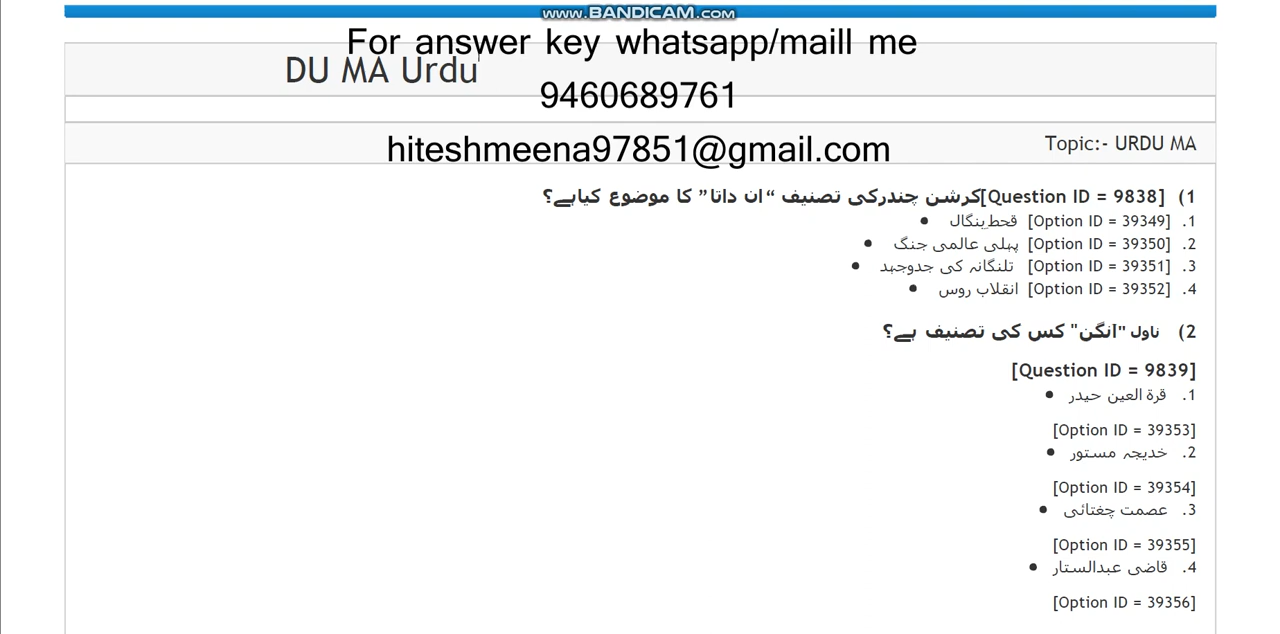 www.BANDICAM.com
For answer key whatsapp/maill me
DU MA Urdu
9460689761
hiteshmeena97851@gmail.com
Topic:- URDU MA
1) [Question ID = 9838]کرشن چندرکی تصنیف “ان داتا” کا موضوع کیاہے؟
1. [Option ID = 39349] قحط بنگال •
2. [Option ID = 39350] پہلی عالمی جنگ •
3. [Option ID = 39351] تلنگانہ کی جدوجہد •
4. [Option ID = 39352] انقلاب روس •
2) ناول "انگن" کس کی تصنیف ہے؟
[Question ID = 9839]
1. قرۃ العین حیدر •
[Option ID = 39353]
2. خدیجہ مستور •
[Option ID = 39354]
3. عصمت چغتائی •
[Option ID = 39355]
4. قاضی عبدالستار •
[Option ID = 39356]